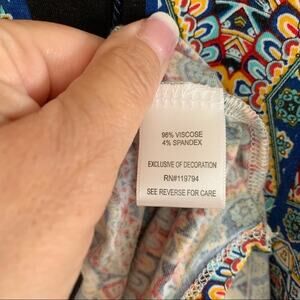 96% VISCOSE
4% SPANDEX
EXCLUSIVE OF DECORATION
RN#119794
SEE REVERSE FOR CARE